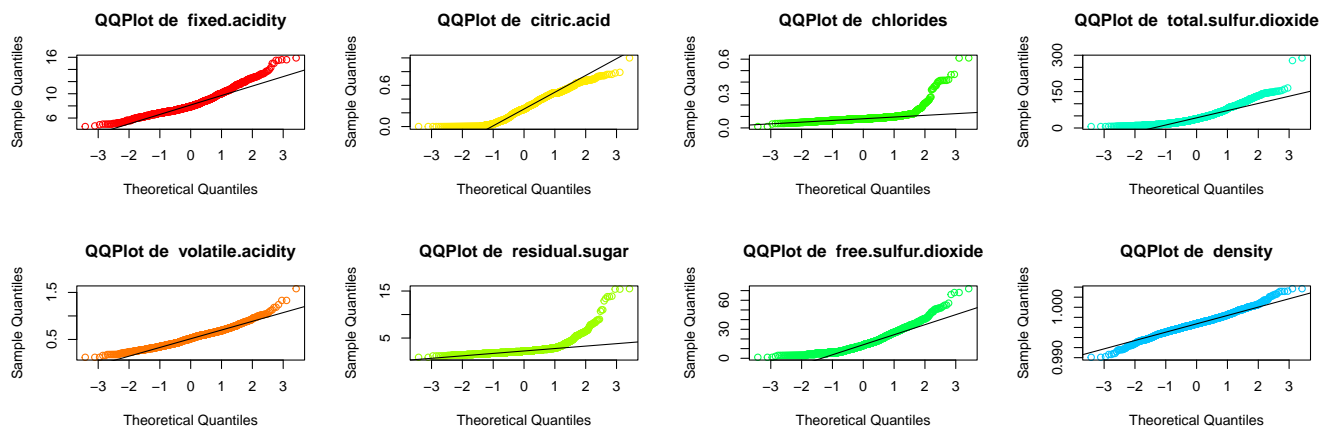 QQPlot de fixed.acidity
Sample Quantiles
6 10 16
−3 −2 −1 0 1 2 3
Theoretical Quantiles
QQPlot de citric.acid
Sample Quantiles
0.0 0.6
−3 −2 −1 0 1 2 3
Theoretical Quantiles
QQPlot de chlorides
Sample Quantiles
0.0 0.3 0.6
−3 −2 −1 0 1 2 3
Theoretical Quantiles
QQPlot de total.sulfur.dioxide
Sample Quantiles
0 150 300
−3 −2 −1 0 1 2 3
Theoretical Quantiles
QQPlot de volatile.acidity
Sample Quantiles
0.5 1.5
−3 −2 −1 0 1 2 3
Theoretical Quantiles
QQPlot de residual.sugar
Sample Quantiles
5 15
−3 −2 −1 0 1 2 3
Theoretical Quantiles
QQPlot de free.sulfur.dioxide
Sample Quantiles
0 30 60
−3 −2 −1 0 1 2 3
Theoretical Quantiles
QQPlot de density
Sample Quantiles
0.990 1.000
−3 −2 −1 0 1 2 3
Theoretical Quantiles